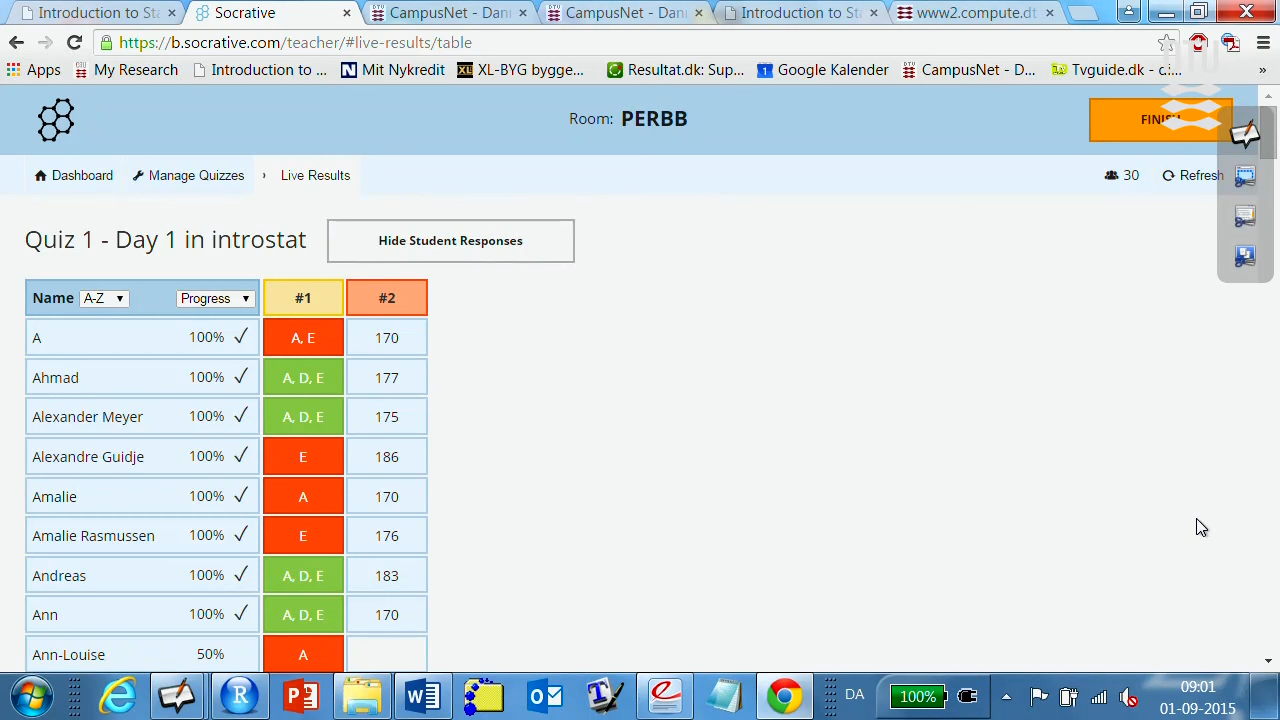 Introduction to Sta
Socrative
CampusNet - Dann
CampusNet - Dann
Introduction to Sta
www2.compute.dt
https://b.socrative.com/teacher/#live-results/table
Apps
My Research
Introduction to ...
Mit Nykredit
XL-BYG bygge...
Resultat.dk: Sup...
Google Kalender
CampusNet - D...
Tvguide.dk - d...
»
Room: PERBB
Dashboard
Manage Quizzes
Live Results
30
Refresh
Quiz 1 - Day 1 in introstat
Hide Student Responses
Name A-Z Progress #1 #2
A 100% ✓ A, E 170
Ahmad 100% ✓ A, D, E 177
Alexander Meyer 100% ✓ A, D, E 175
Alexandre Guidje 100% ✓ E 186
Amalie 100% ✓ A 170
Amalie Rasmussen 100% ✓ E 176
Andreas 100% ✓ A, D, E 183
Ann 100% ✓ A, D, E 170
Ann-Louise 50% A
DA
100%
09:01
01-09-2015